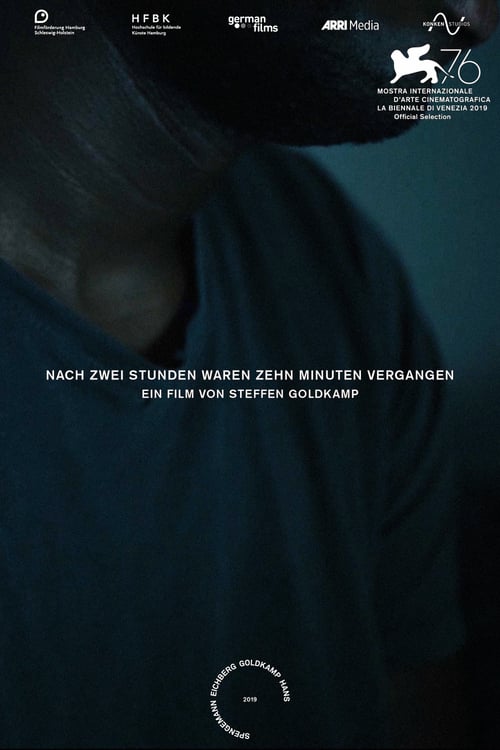 Filmförderung Hamburg
Schleswig-Holstein
HFBK
Hochschule für bildende
Künste Hamburg
german
films
ARRI Media
KONKEN STUDIOS
76
MOSTRA INTERNAZIONALE
D'ARTE CINEMATOGRAFICA
LA BIENNALE DI VENEZIA 2019
Official Selection
NACH ZWEI STUNDEN WAREN ZEHN MINUTEN VERGANGEN
EIN FILM VON STEFFEN GOLDKAMP
SPENGEMANN EICHBERG GOLDKAMP HANS
2019